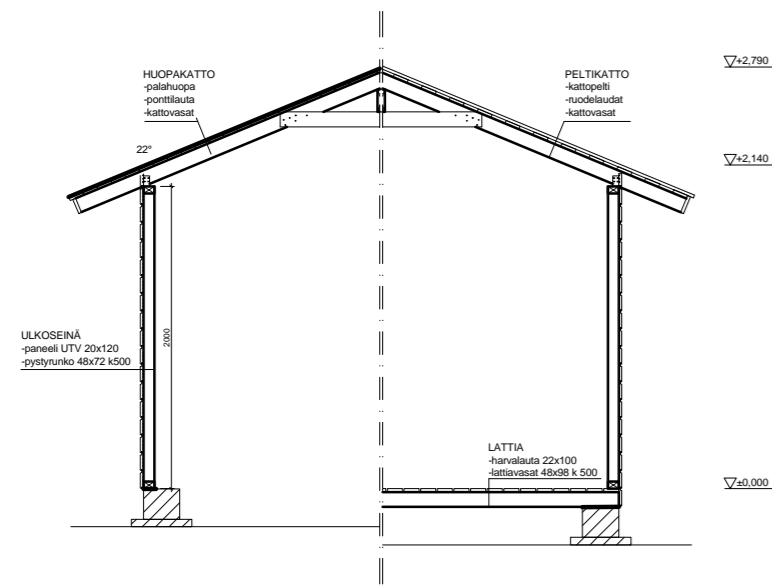 HUOPAKATTO
-palahuopa
-ponttilauta
-kattovasat
PELTIKATTO
-kattopelti
-ruodelaudat
-kattovasat
+2,790
22°
+2,140
2000
ULKOSEINÄ
-paneeli UTV 20x120
-pystyrunko 48x72 k500
LATTIA
-harvalauta 22x100
-lattiavasat 48x98 k 500
±0,000